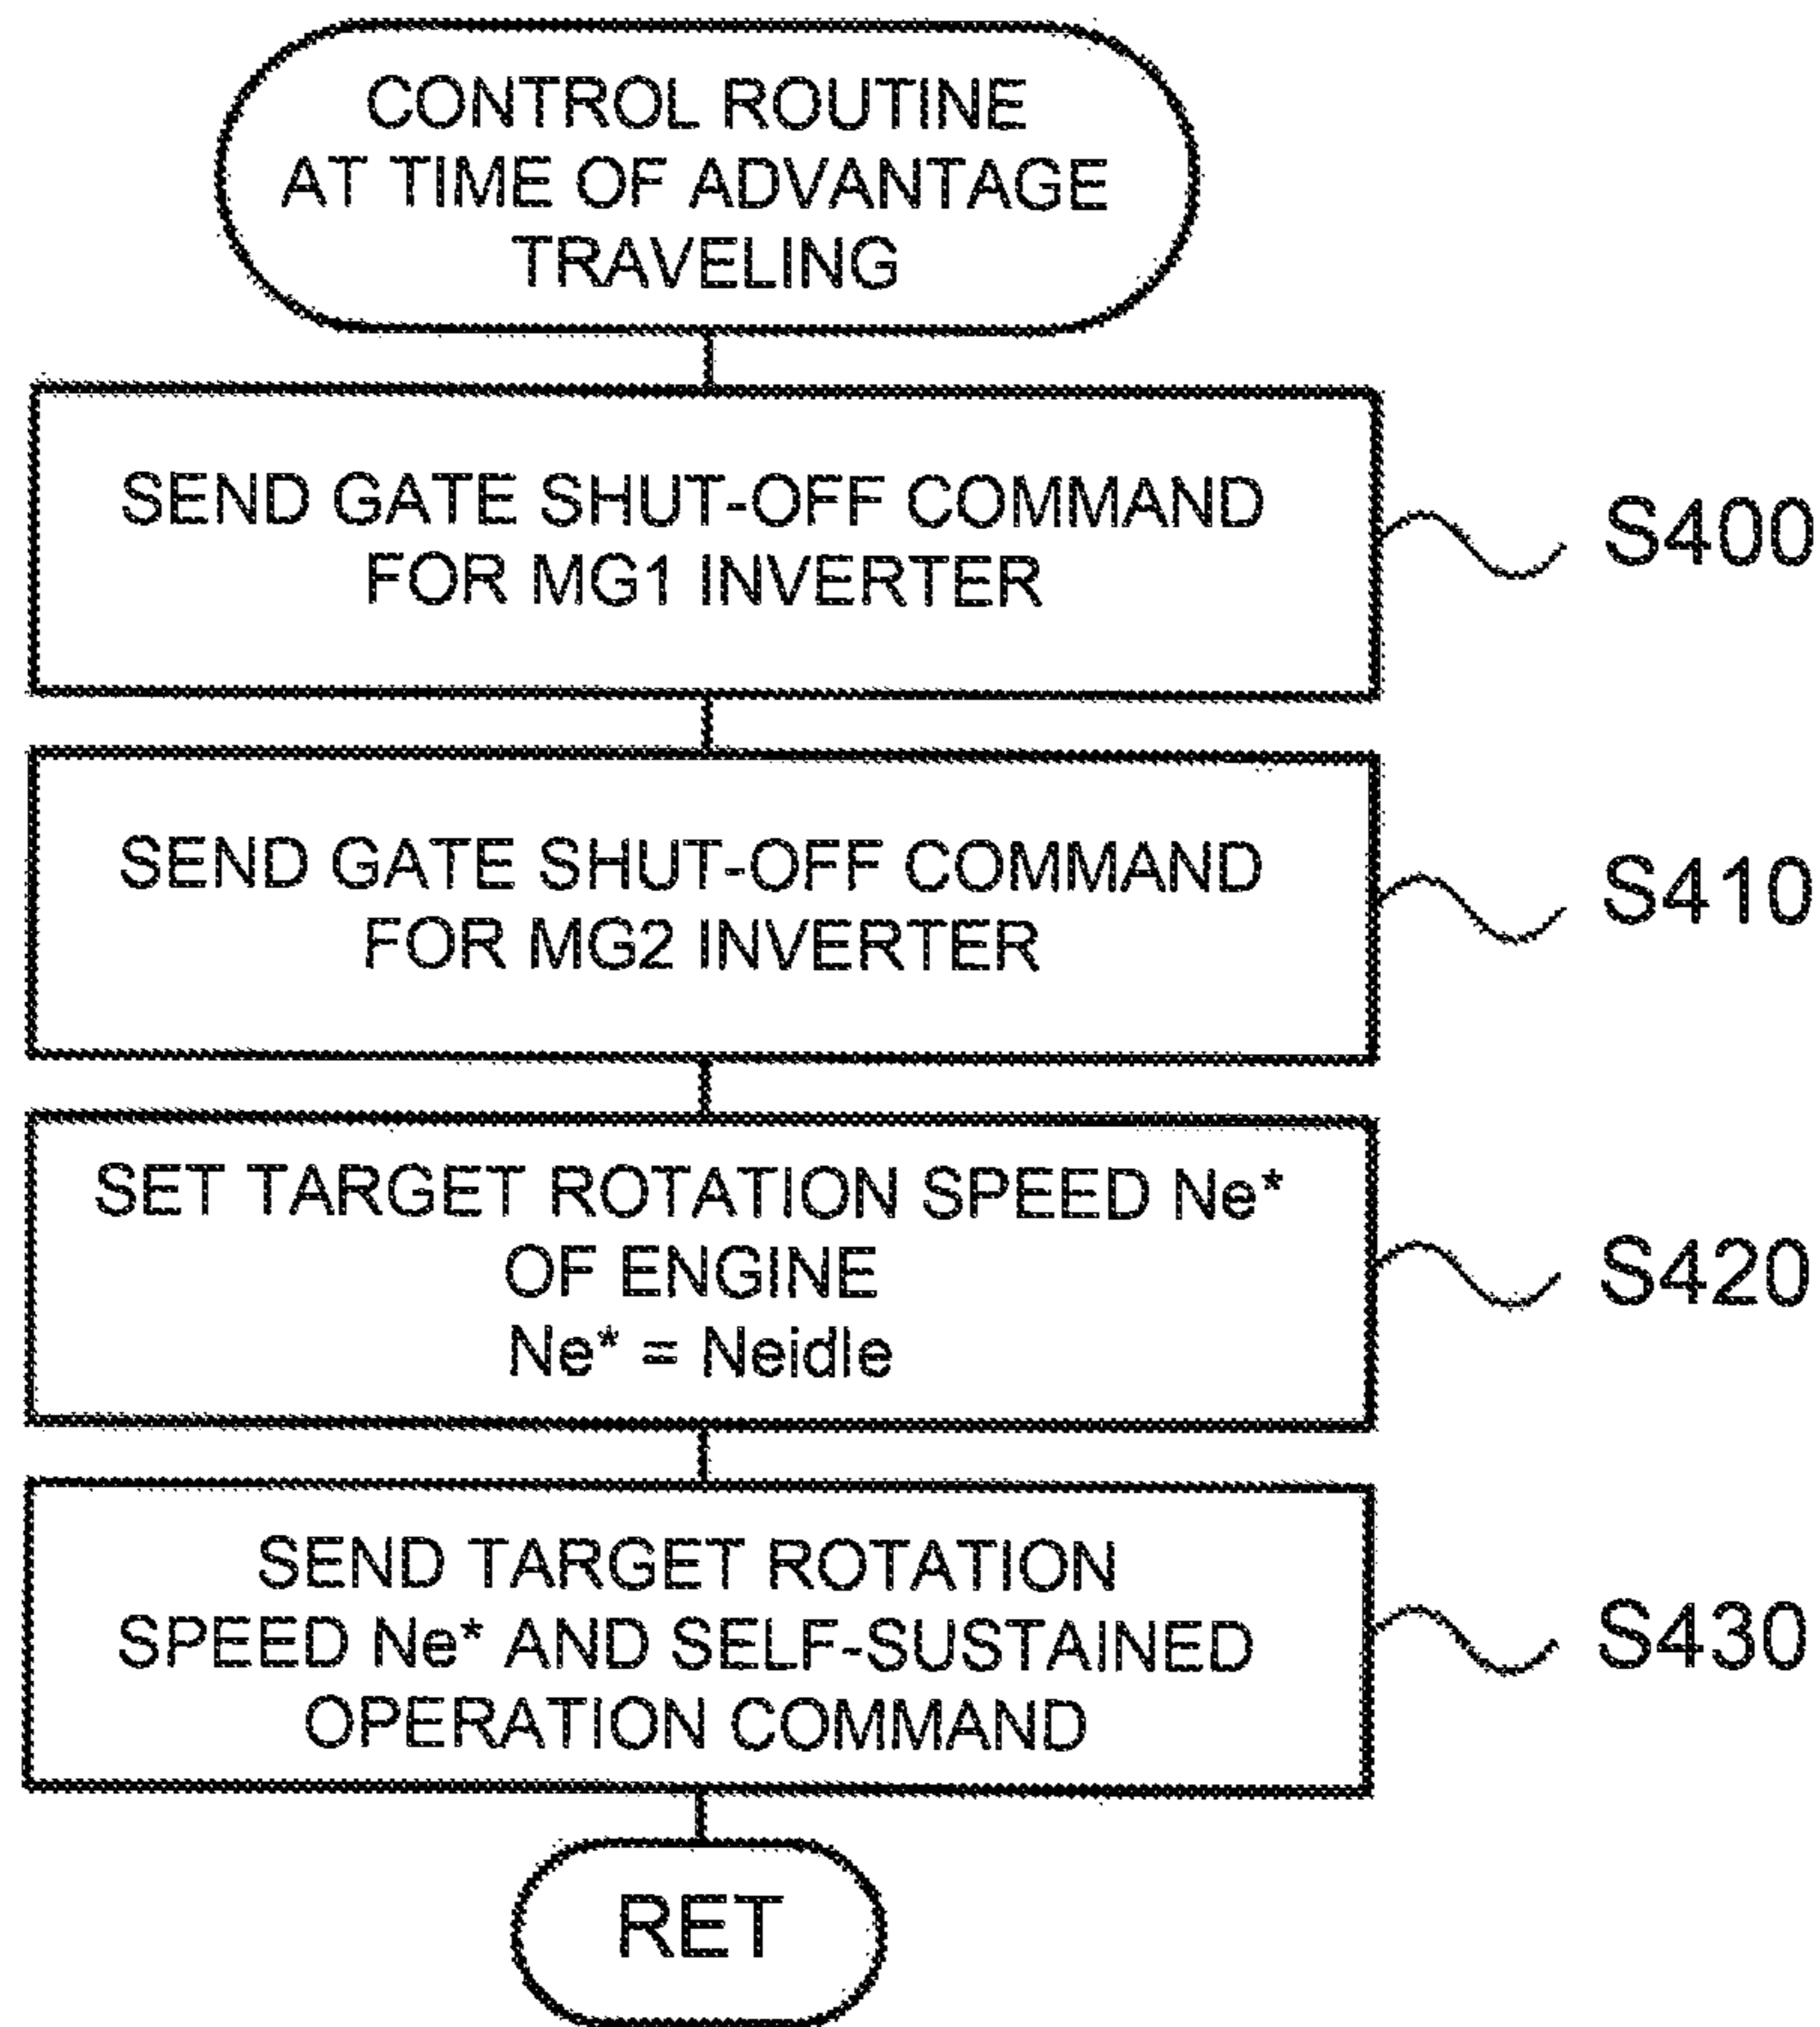 CONTROL ROUTINE
AT TIME OF ADVANTAGE
TRAVELING
SEND GATE SHUT-OFF COMMAND
FOR MG1 INVERTER
S400
SEND GATE SHUT-OFF COMMAND
FOR MG2 INVERTER
S410
SET TARGET ROTATION SPEED Ne*
OF ENGINE
Ne* = Neidle
S420
SEND TARGET ROTATION
SPEED Ne* AND SELF-SUSTAINED
OPERATION COMMAND
S430
RET